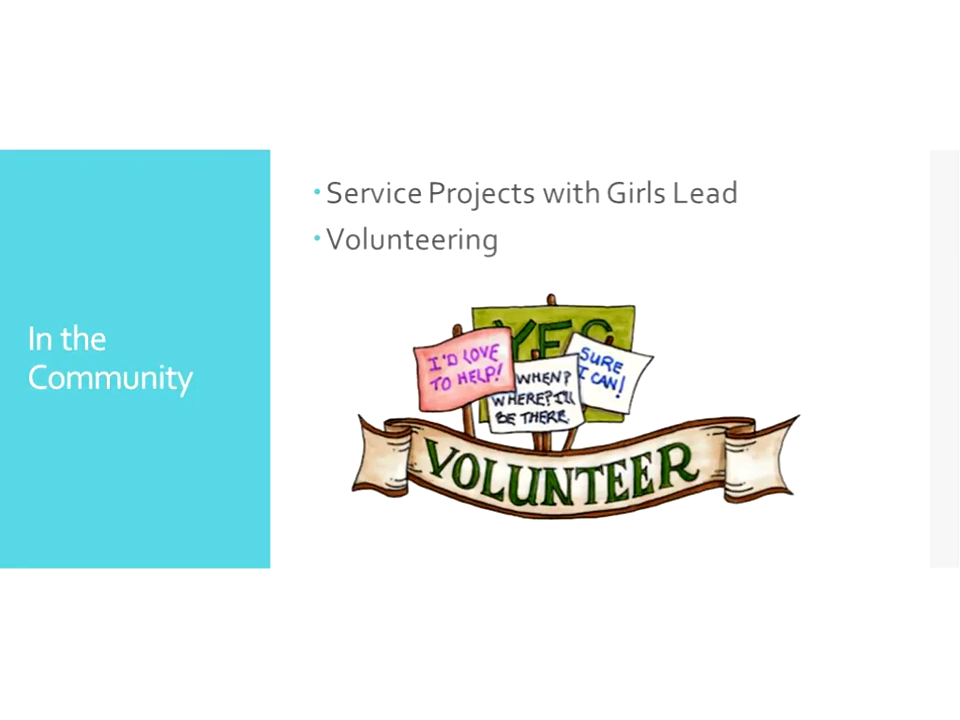 In the
Community
Service Projects with Girls Lead
Volunteering
YES
I'D LOVE
TO HELP!
WHEN?
WHERE? I'LL
BE THERE.
SURE
I CAN!
VOLUNTEER